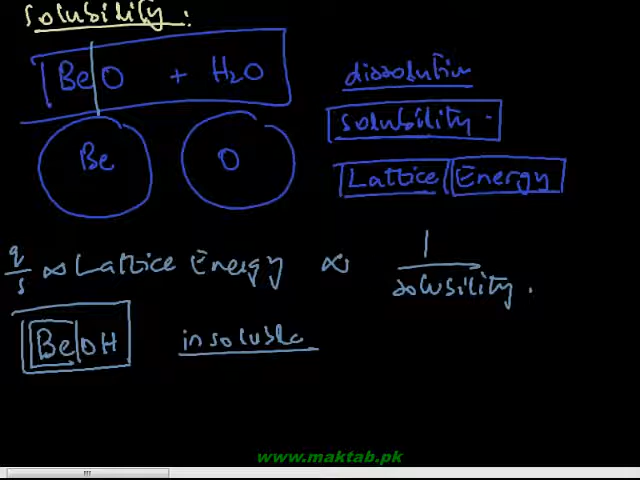 solubility:
BeO + H2O
dissolution
solubility.
Be
O
Lattice Energy
q/s ∝ Lattice Energy ∝ 1/solubility.
BeOH insoluble
www.maktab.pk